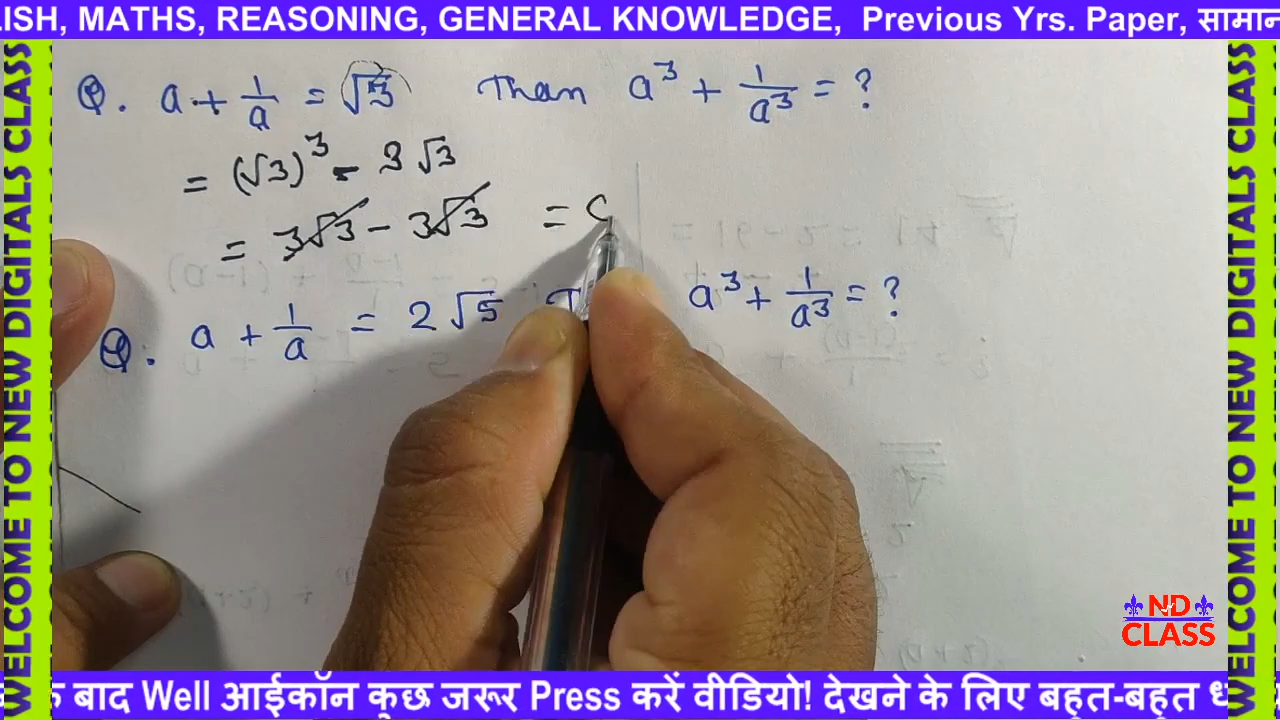 LISH, MATHS, REASONING, GENERAL KNOWLEDGE, Previous Yrs. Paper, सामान
WELCOME TO NEW DIGITALS CLASS
Q. a + 1/a = √3 Than a³ + 1/a³ = ?
= (√3)³ - 3√3
= 3√3 - 3√3 =
Q. a + 1/a = 2√5 a³ + 1/a³ = ?
ND
CLASS
के बाद Well आईकॉन कुछ जरूर Press करें वीडियो! देखने के लिए बहुत-बहुत
WELCOME TO NEW DIGITALS CLASS